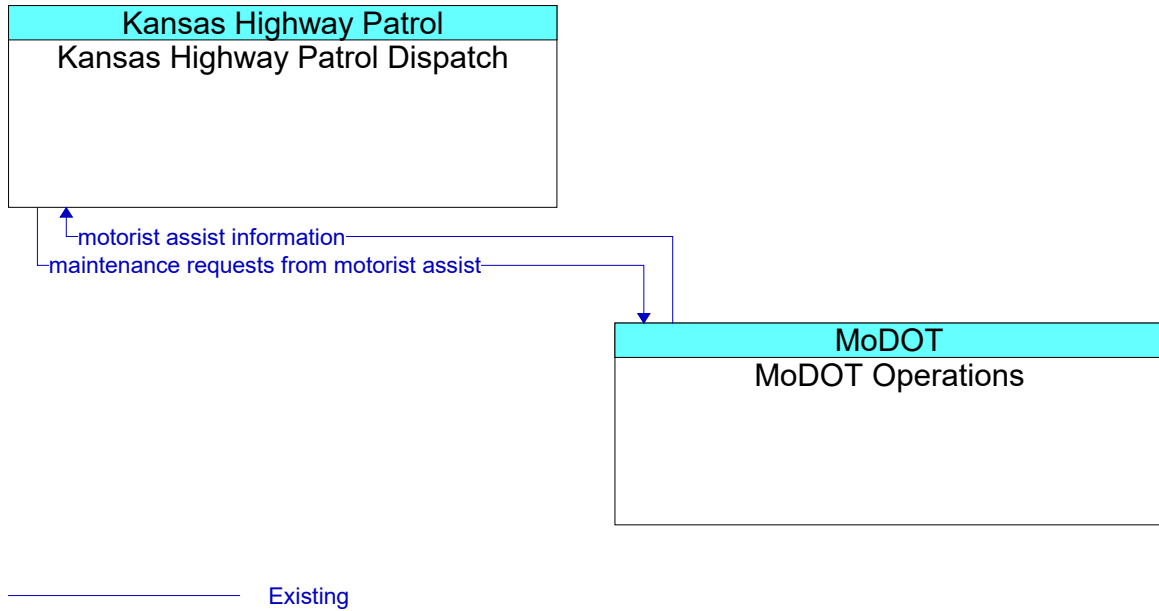 Kansas Highway Patrol
Kansas Highway Patrol Dispatch
motorist assist information
maintenance requests from motorist assist
MoDOT
MoDOT Operations
Existing